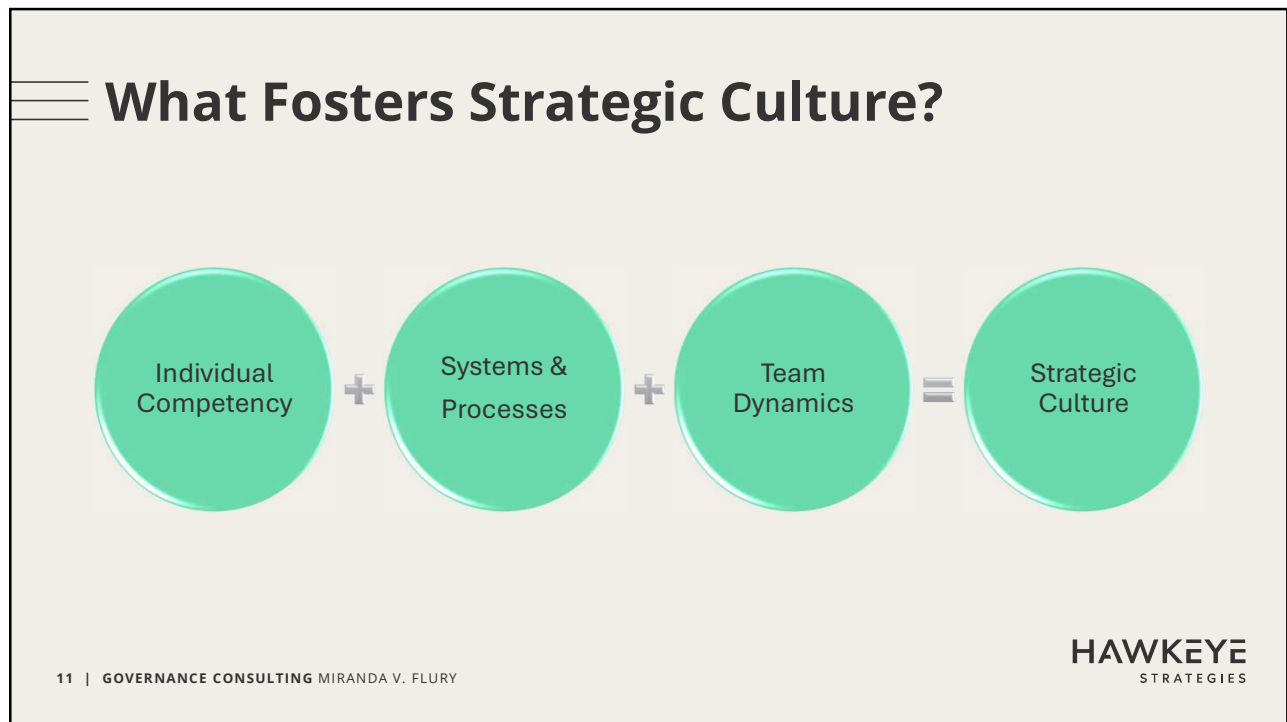 What Fosters Strategic Culture?
Individual
Competency
+
Systems &
Processes
+
Team
Dynamics
=
Strategic
Culture
11 | GOVERNANCE CONSULTING MIRANDA V. FLURY
HAWKEYE
STRATEGIES